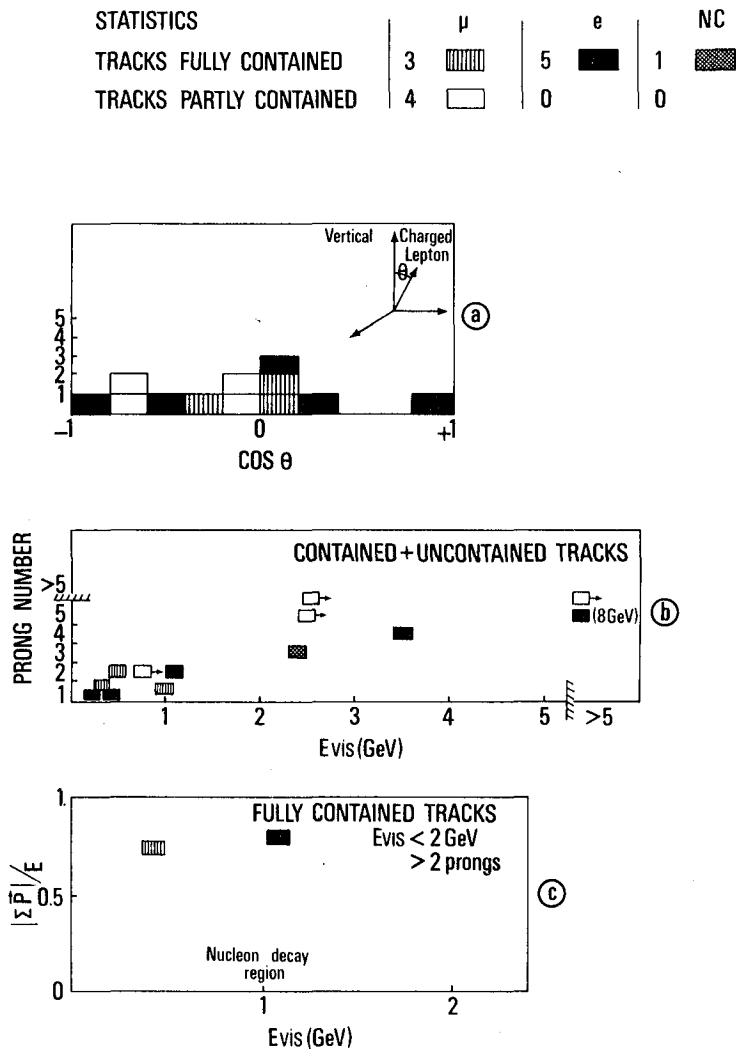 STATISTICS μ e NC
TRACKS FULLY CONTAINED 3 5 1
TRACKS PARTLY CONTAINED 4 0 0
Vertical Charged Lepton
θ
a
5
4
3
2
1
-1 0 +1
COS θ
CONTAINED + UNCONTAINED TRACKS
PRONG NUMBER
>5
5
4
3
2
1
(8GeV)
b
1 2 3 4 5 >5
Evis (GeV)
FULLY CONTAINED TRACKS
Evis < 2 GeV
> 2 prongs
|ΣP⃗|/E
1.
0.5
0
c
Nucleon decay
region
1 2
Evis (GeV)